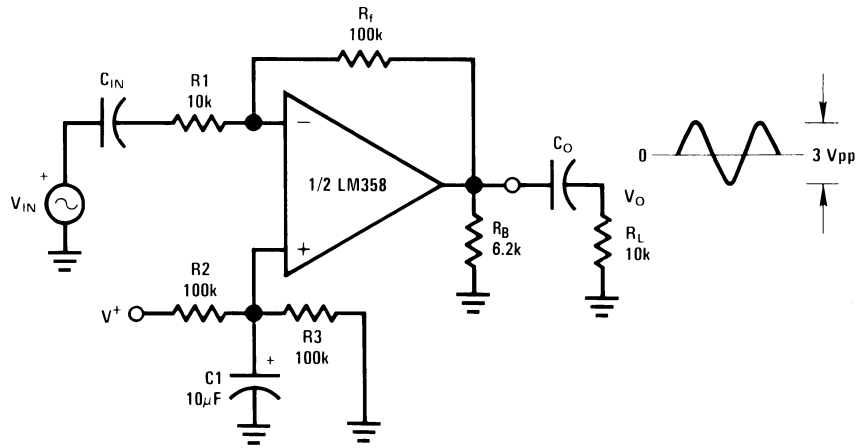 Rf
100k
CIN
R1
10k
−
1/2 LM358
+
CO
0
3 Vpp
+
VIN
VO
RB
6.2k
RL
10k
R2
100k
V+
R3
100k
+
C1
10μF